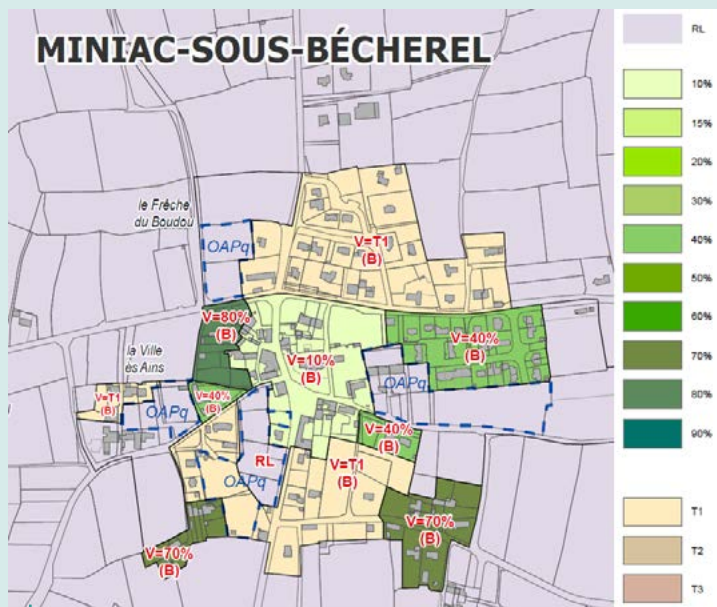 MINIAC-SOUS-BÉCHEREL
le Frêche
du Boudou
OAPq
V=T1
(B)
V=80%
(B)
V=10%
(B)
V=40%
(B)
la Ville
ès Ains
V=T1
(B)
OAPq
V=40%
(B)
OAPq
V=40%
(B)
RL
OAPq
V=T1
(B)
V=70%
(B)
V=70%
(B)
RL
10%
15%
20%
30%
40%
50%
60%
70%
80%
90%
T1
T2
T3